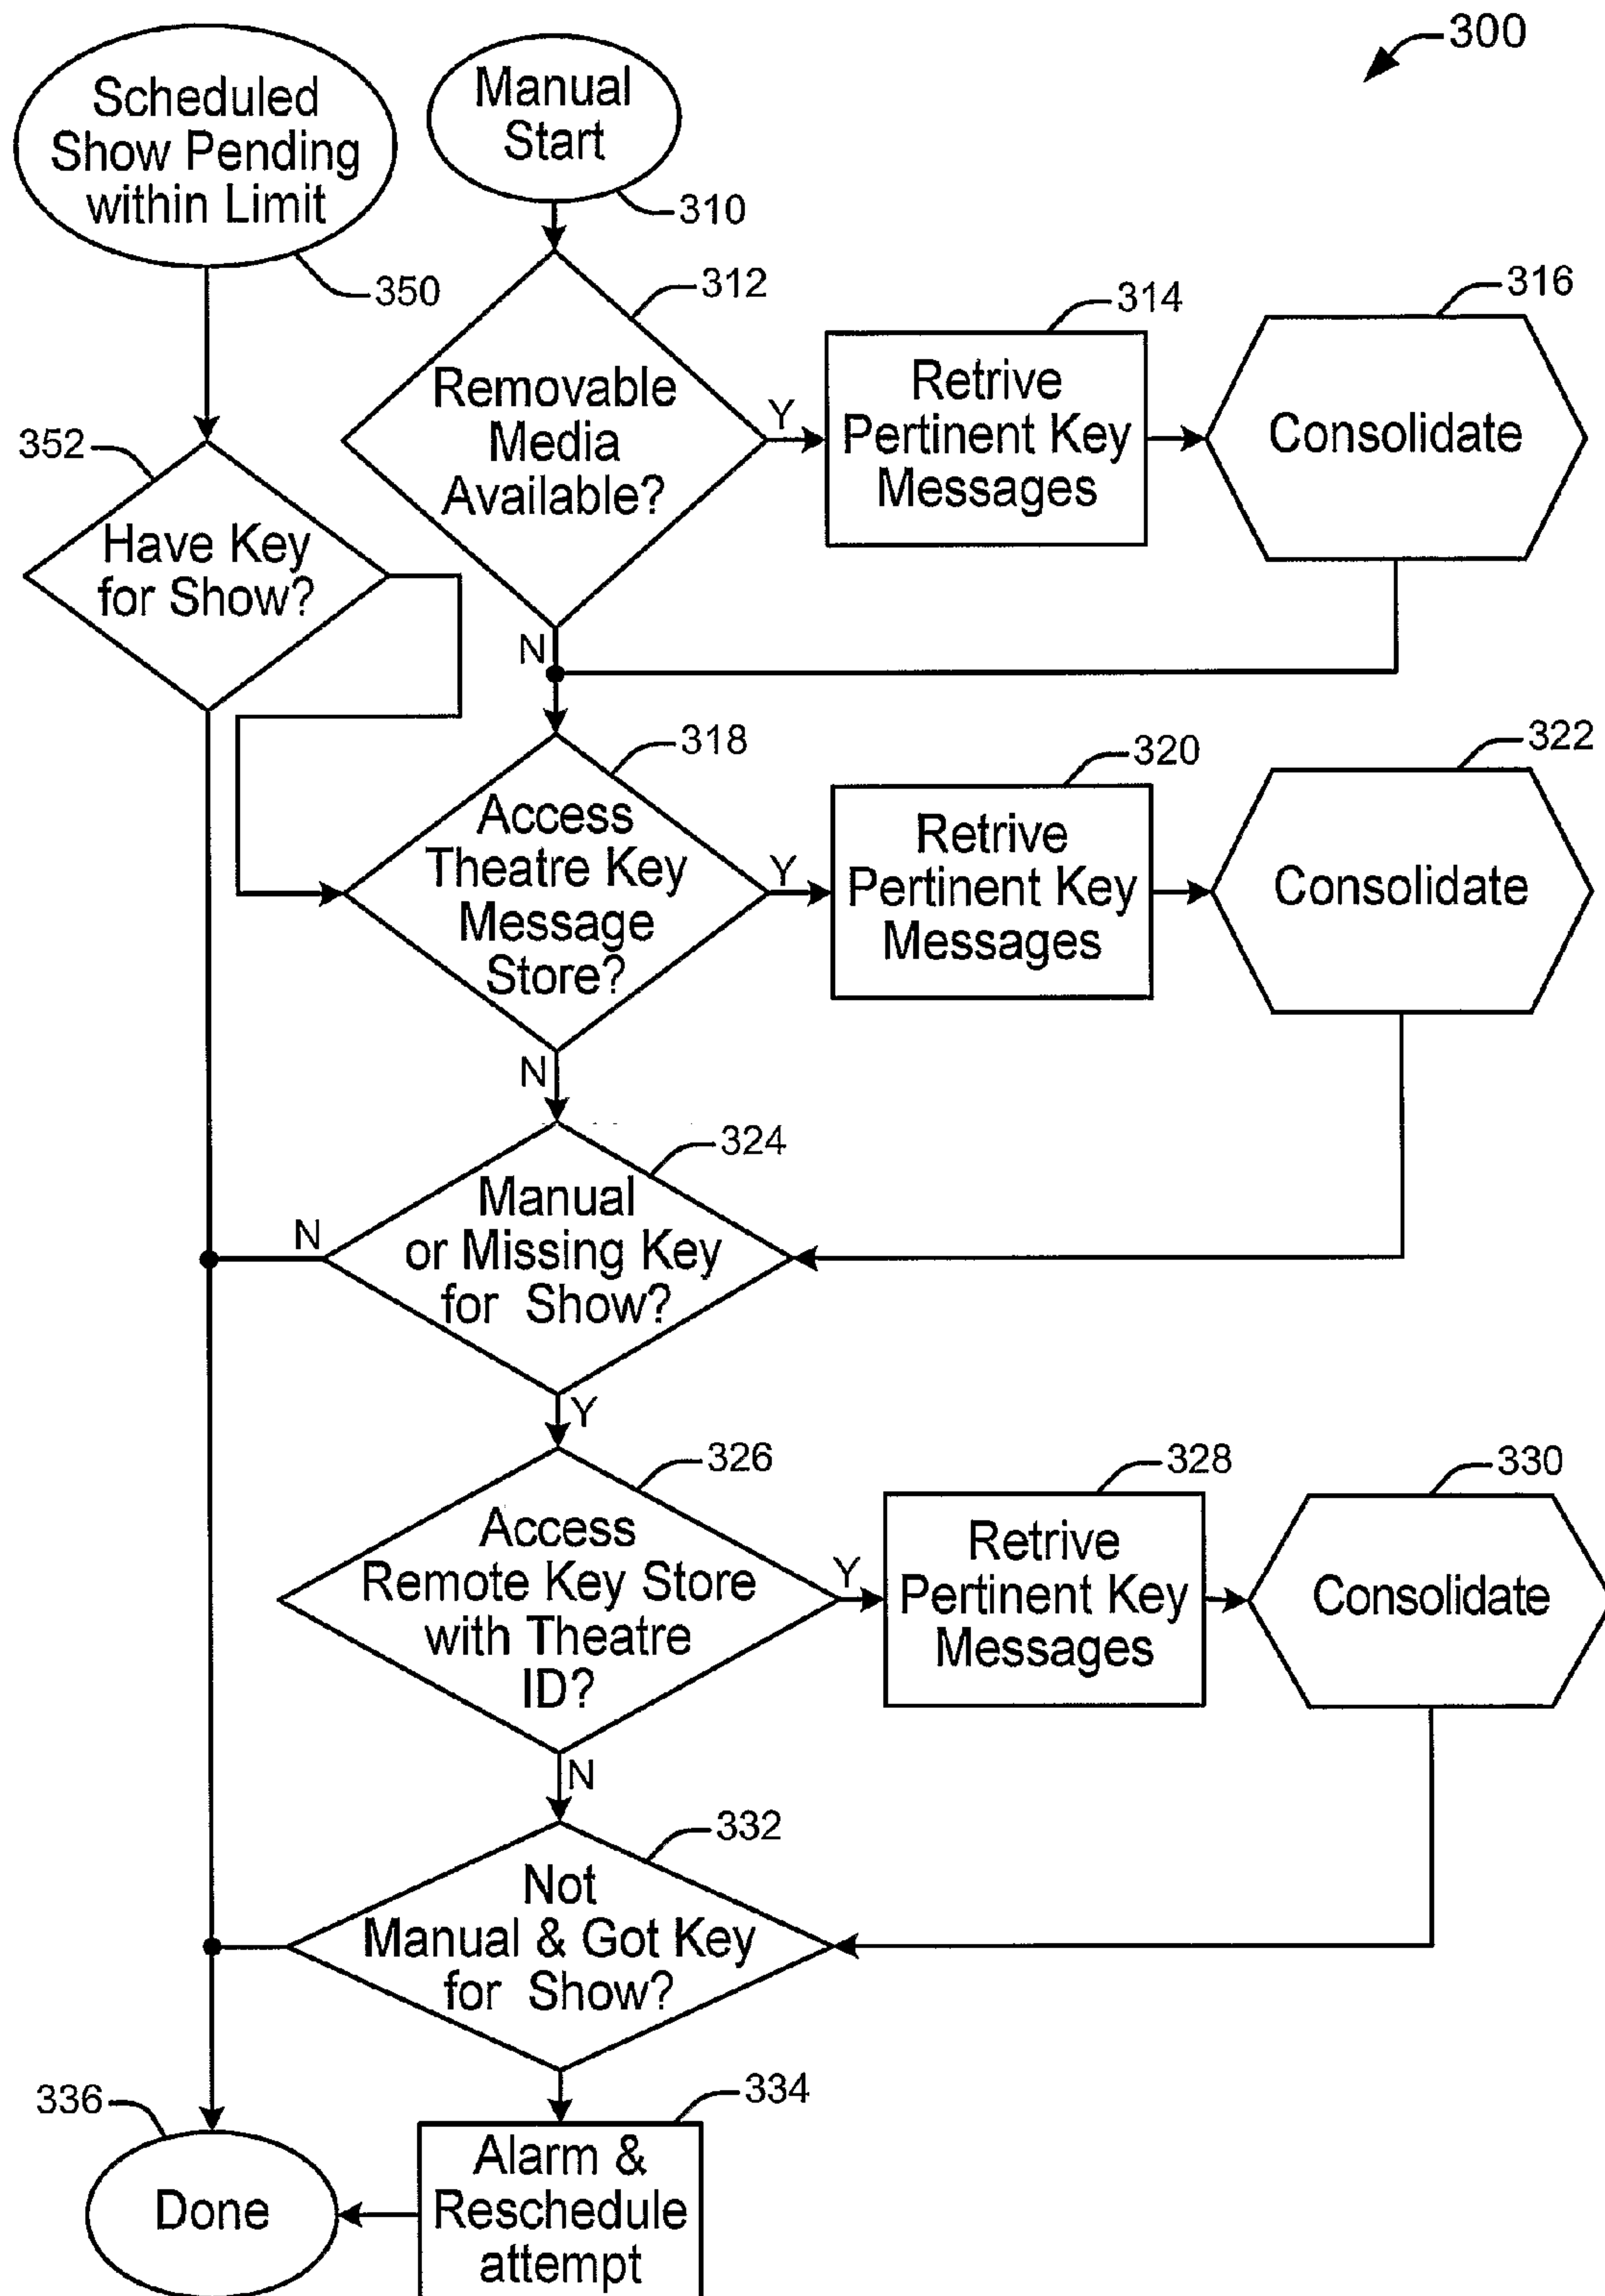 300
Scheduled
Show Pending
within Limit
350
Manual
Start
310
312
Removable
Media
Available?
Y
N
314
Retrive
Pertinent Key
Messages
316
Consolidate
352
Have Key
for Show?
318
Access
Theatre Key
Message
Store?
Y
N
320
Retrive
Pertinent Key
Messages
322
Consolidate
324
Manual
or Missing Key
for Show?
N
Y
326
Access
Remote Key Store
with Theatre
ID?
Y
N
328
Retrive
Pertinent Key
Messages
330
Consolidate
332
Not
Manual & Got Key
for Show?
334
Alarm &
Reschedule
attempt
336
Done